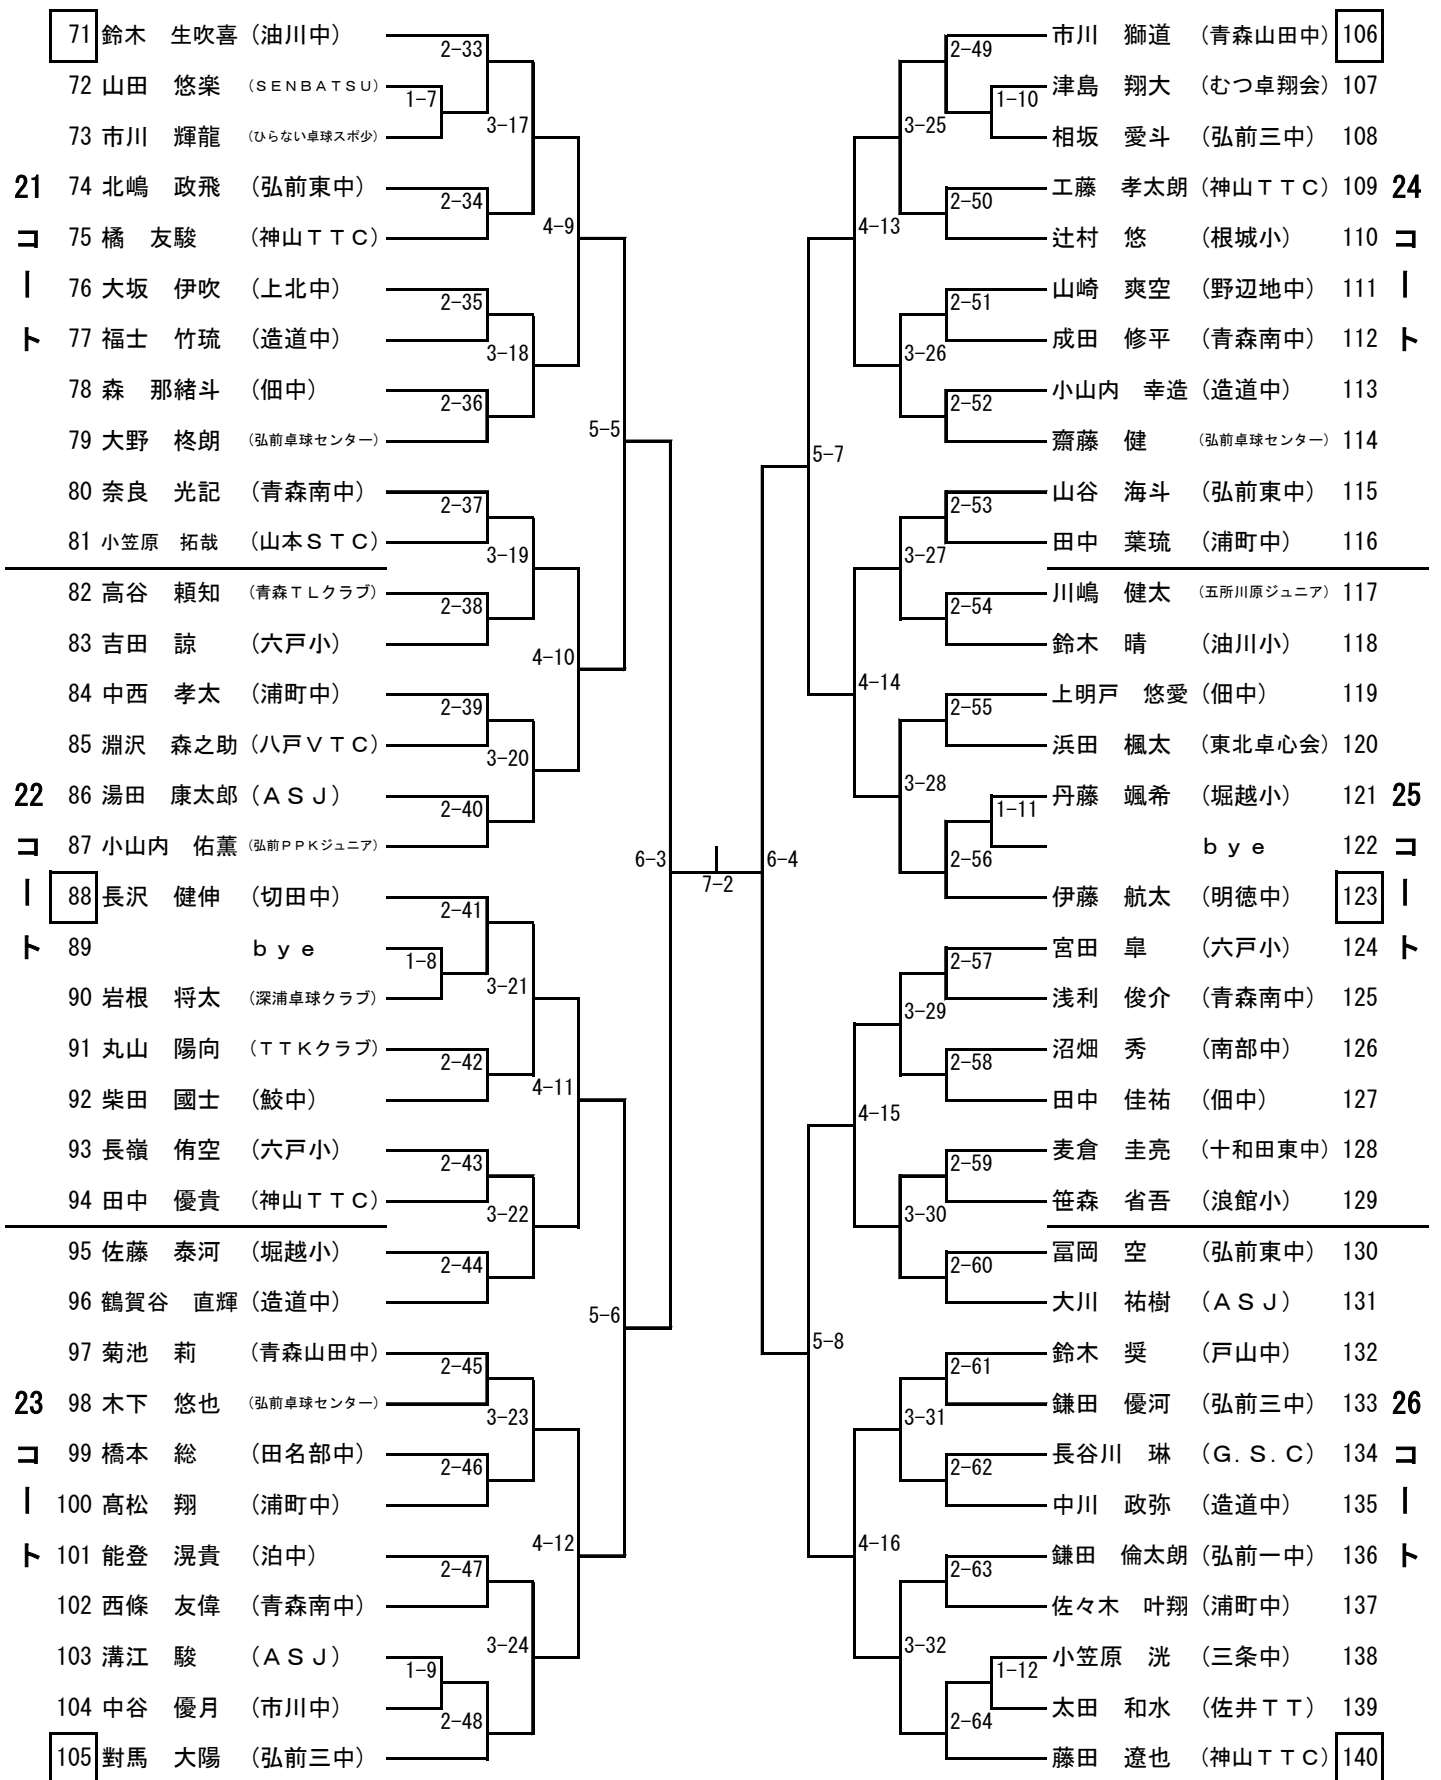 71 鈴木　生吹喜 (油川中)
2-33
72 山田　悠楽 (ＳＥＮＢＡＴＳＵ)
1-7
73 市川　輝龍 (ひらない卓球スポ少)
3-17
21コート
74 北嶋　政飛 (弘前東中)
2-34
75 橘　友駿 (神山ＴＴＣ)
4-9
76 大坂　伊吹 (上北中)
2-35
77 福士　竹琉 (造道中)
3-18
78 森　那緒斗 (佃中)
2-36
79 大野　柊朗 (弘前卓球センター)
5-5
80 奈良　光記 (青森南中)
2-37
81 小笠原　拓哉 (山本ＳＴＣ)
3-19
82 高谷　頼知 (青森ＴＬクラブ)
2-38
83 吉田　諒 (六戸小)
4-10
84 中西　孝太 (浦町中)
2-39
85 淵沢　森之助 (八戸ＶＴＣ)
3-20
22コート
86 湯田　康太郎 (ＡＳＪ)
2-40
87 小山内　佑薫 (弘前ＰＰＫジュニア)
6-3
88 長沢　健伸 (切田中)
2-41
89 ｂｙｅ
1-8
90 岩根　将太 (深浦卓球クラブ)
3-21
91 丸山　陽向 (ＴＴＫクラブ)
2-42
92 柴田　國士 (鮫中)
4-11
93 長嶺　侑空 (六戸小)
2-43
94 田中　優貴 (神山ＴＴＣ)
3-22
95 佐藤　泰河 (堀越小)
2-44
96 鶴賀谷　直輝 (造道中)
5-6
97 菊池　莉 (青森山田中)
2-45
23コート
98 木下　悠也 (弘前卓球センター)
3-23
99 橋本　総 (田名部中)
2-46
100 髙松　翔 (浦町中)
4-12
101 能登　滉貴 (泊中)
2-47
102 西條　友偉 (青森南中)
3-24
103 溝江　駿 (ＡＳＪ)
1-9
104 中谷　優月 (市川中)
2-48
105 對馬　大陽 (弘前三中)
7-2
市川　獅道 (青森山田中) 106
2-49
津島　翔大 (むつ卓翔会) 107
1-10
相坂　愛斗 (弘前三中) 108
3-25
工藤　孝太朗 (神山ＴＴＣ) 109
24コート
2-50
辻村　悠 (根城小) 110
4-13
山崎　爽空 (野辺地中) 111
2-51
成田　修平 (青森南中) 112
3-26
小山内　幸造 (造道中) 113
2-52
齋藤　健 (弘前卓球センター) 114
5-7
山谷　海斗 (弘前東中) 115
2-53
田中　葉琉 (浦町中) 116
3-27
川嶋　健太 (五所川原ジュニア) 117
2-54
鈴木　晴 (油川小) 118
4-14
上明戸　悠愛 (佃中) 119
2-55
浜田　楓太 (東北卓心会) 120
3-28
丹藤　颯希 (堀越小) 121
25コート
1-11
ｂｙｅ 122
2-56
6-4
伊藤　航太 (明徳中) 123
宮田　皐 (六戸小) 124
2-57
浅利　俊介 (青森南中) 125
3-29
沼畑　秀 (南部中) 126
2-58
田中　佳祐 (佃中) 127
4-15
麦倉　圭亮 (十和田東中) 128
2-59
笹森　省吾 (浪館小) 129
3-30
冨岡　空 (弘前東中) 130
2-60
大川　祐樹 (ＡＳＪ) 131
5-8
鈴木　奨 (戸山中) 132
2-61
鎌田　優河 (弘前三中) 133
26コート
3-31
長谷川　琳 (Ｇ．Ｓ．Ｃ) 134
2-62
中川　政弥 (造道中) 135
4-16
鎌田　倫太朗 (弘前一中) 136
2-63
佐々木　叶翔 (浦町中) 137
3-32
小笠原　洸 (三条中) 138
1-12
太田　和水 (佐井ＴＴ) 139
2-64
藤田　遼也 (神山ＴＴＣ) 140